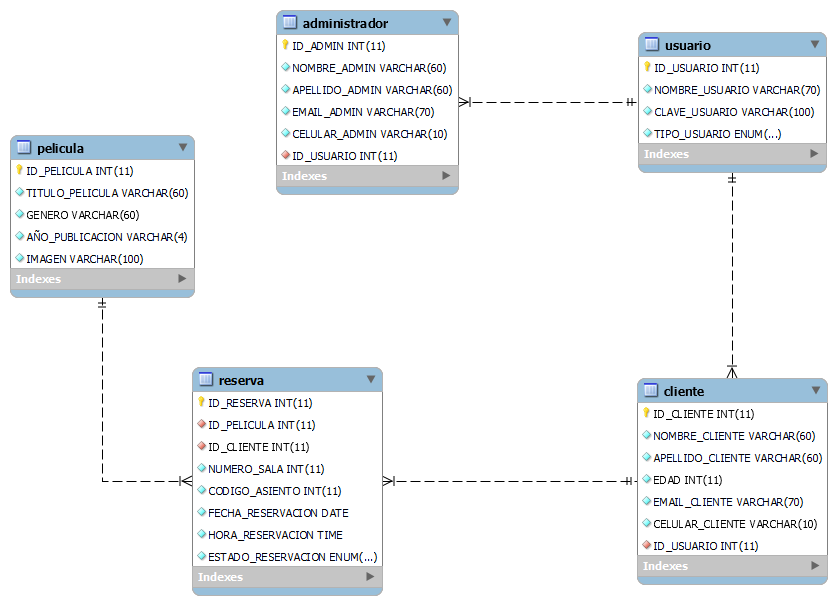 administrador
ID_ADMIN INT(11)
NOMBRE_ADMIN VARCHAR(60)
APELLIDO_ADMIN VARCHAR(60)
EMAIL_ADMIN VARCHAR(70)
CELULAR_ADMIN VARCHAR(10)
ID_USUARIO INT(11)
Indexes
usuario
ID_USUARIO INT(11)
NOMBRE_USUARIO VARCHAR(70)
CLAVE_USUARIO VARCHAR(100)
TIPO_USUARIO ENUM(...)
Indexes
pelicula
ID_PELICULA INT(11)
TITULO_PELICULA VARCHAR(60)
GENERO VARCHAR(60)
AÑO_PUBLICACION VARCHAR(4)
IMAGEN VARCHAR(100)
Indexes
reserva
ID_RESERVA INT(11)
ID_PELICULA INT(11)
ID_CLIENTE INT(11)
NUMERO_SALA INT(11)
CODIGO_ASIENTO INT(11)
FECHA_RESERVACION DATE
HORA_RESERVACION TIME
ESTADO_RESERVACION ENUM(...)
Indexes
cliente
ID_CLIENTE INT(11)
NOMBRE_CLIENTE VARCHAR(60)
APELLIDO_CLIENTE VARCHAR(60)
EDAD INT(11)
EMAIL_CLIENTE VARCHAR(70)
CELULAR_CLIENTE VARCHAR(10)
ID_USUARIO INT(11)
Indexes